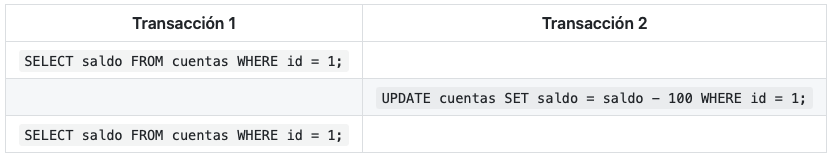 Transacción 1 Transacción 2
SELECT saldo FROM cuentas WHERE id = 1;
UPDATE cuentas SET saldo = saldo - 100 WHERE id = 1;
SELECT saldo FROM cuentas WHERE id = 1;